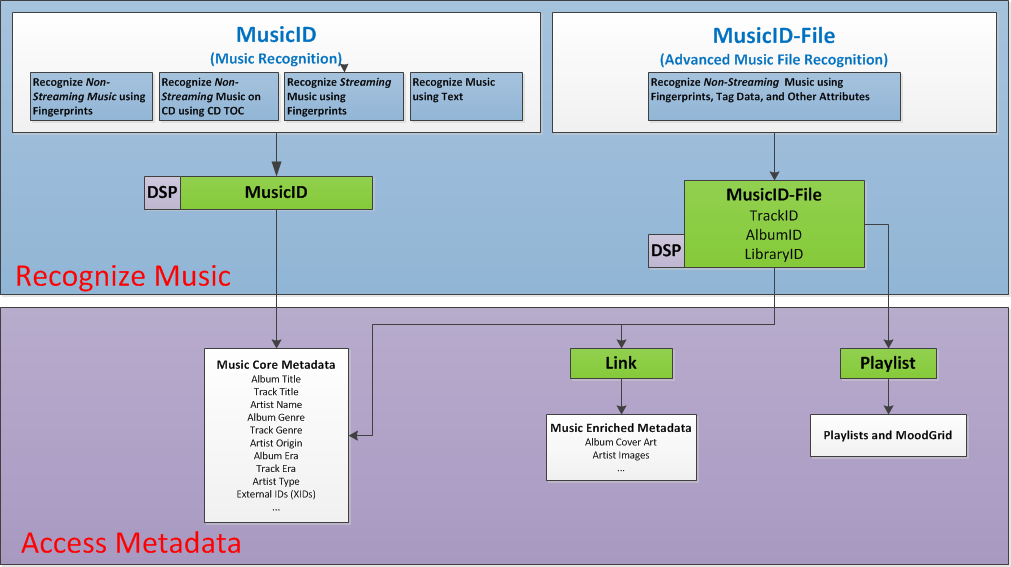 MusicID
(Music Recognition)
Recognize Non-
Streaming Music using
Fingerprints
Recognize Non-
Streaming Music on
CD using CD TOC
Recognize Streaming
Music using
Fingerprints
Recognize Music
using Text
MusicID-File
(Advanced Music File Recognition)
Recognize Non-Streaming Music using
Fingerprints, Tag Data, and Other Attributes
DSP
MusicID
MusicID-File
TrackID
AlbumID
LibraryID
DSP
Recognize Music
Music Core Metadata
Album Title
Track Title
Artist Name
Album Genre
Track Genre
Artist Origin
Album Era
Track Era
Artist Type
External IDs (XIDs)
...
Link
Music Enriched Metadata
Album Cover Art
Artist Images
...
Playlist
Playlists and MoodGrid
Access Metadata